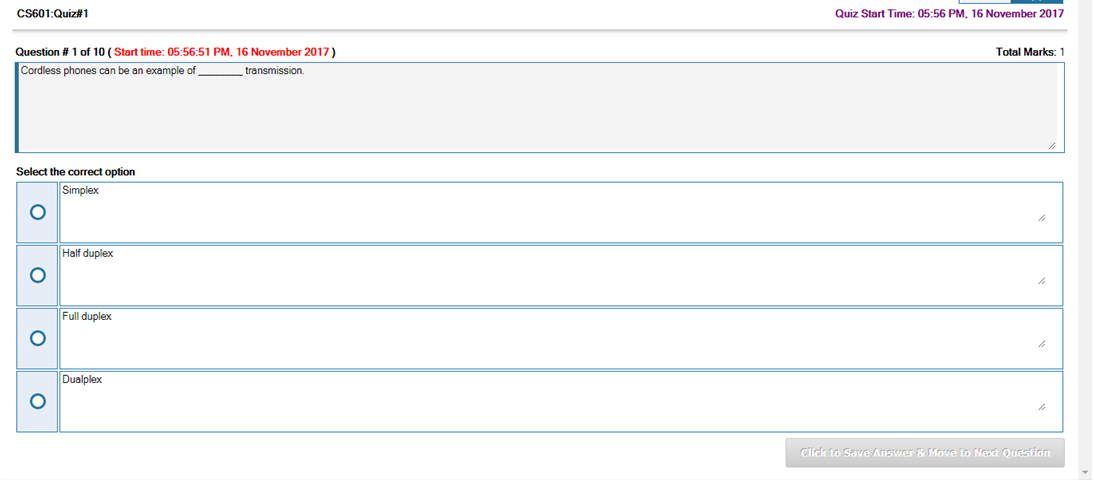 CS601:Quiz#1
Quiz Start Time: 05:56 PM, 16 November 2017
Question # 1 of 10 ( Start time: 05:56:51 PM, 16 November 2017 )
Total Marks: 1
Cordless phones can be an example of ________ transmission.
Select the correct option
Simplex
Half duplex
Full duplex
Dualplex
Click to Save Answer & Move to Next Question